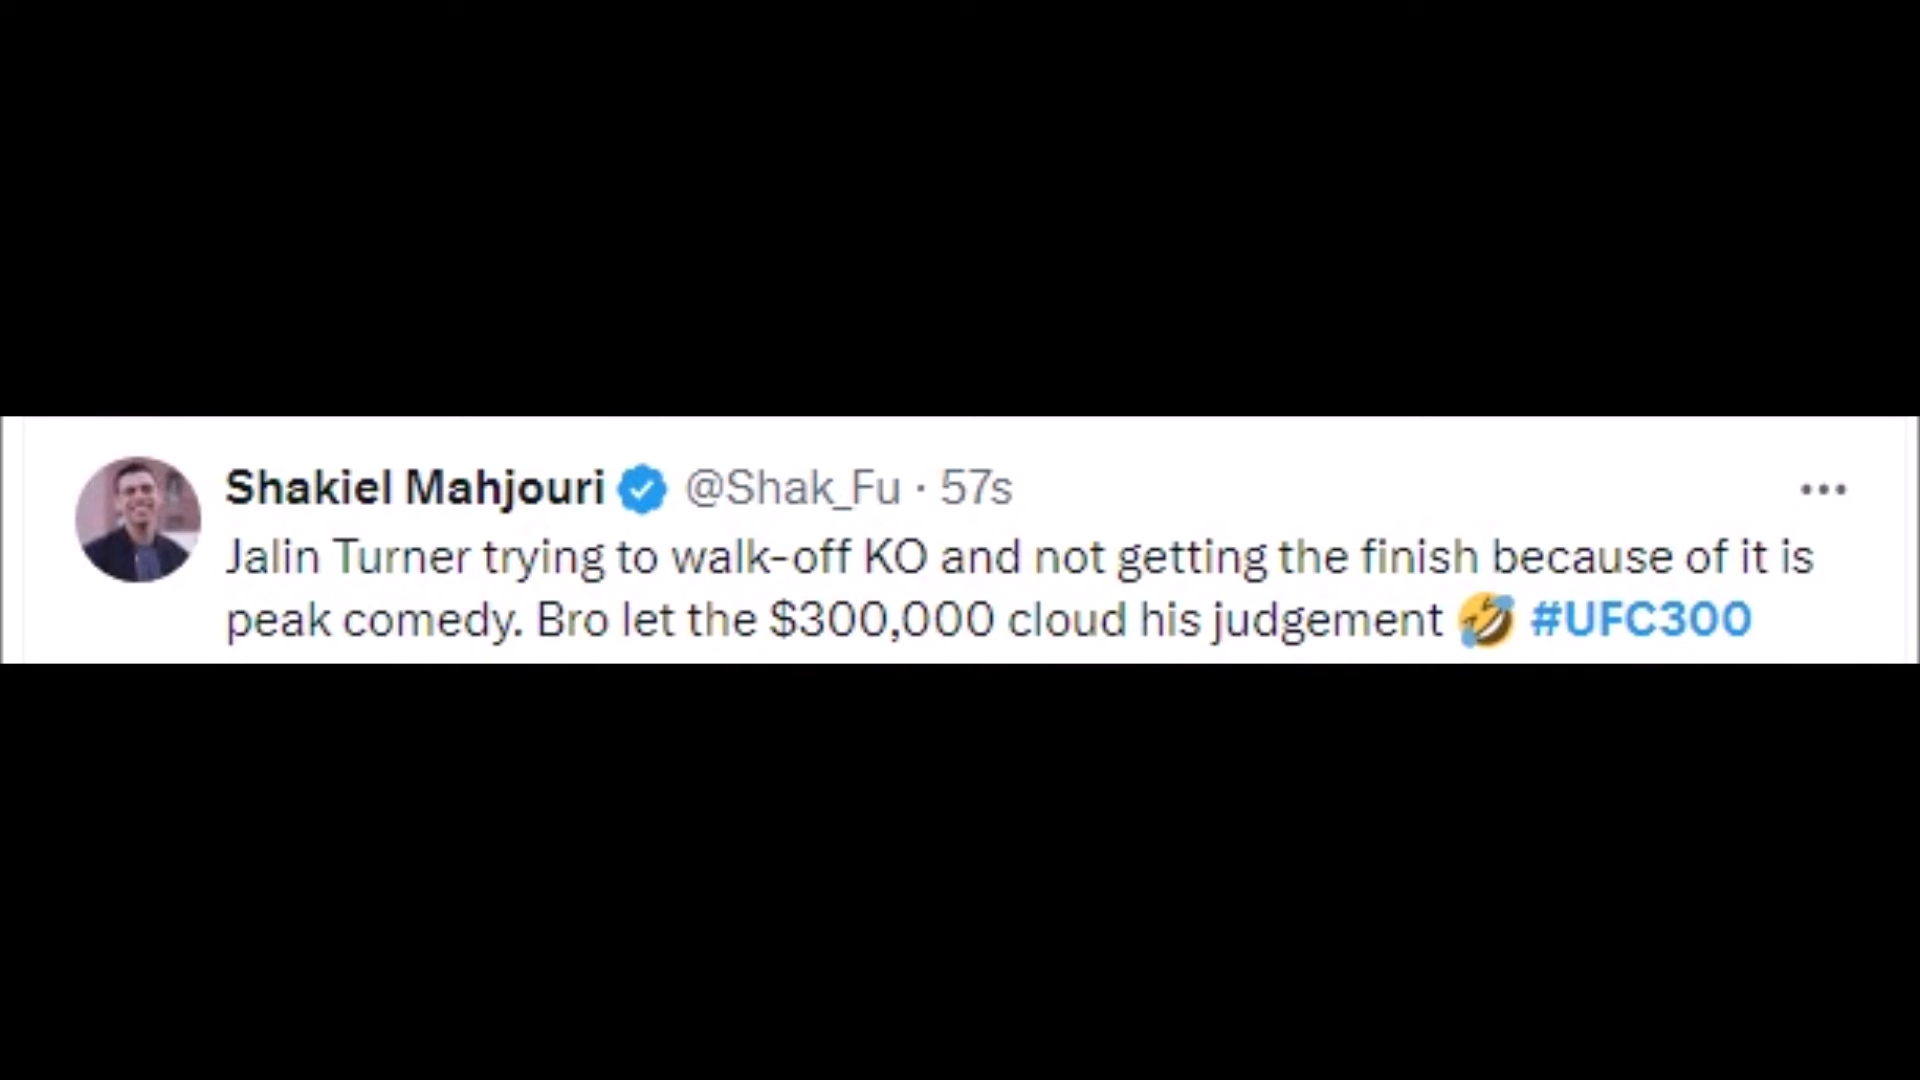 Shakiel Mahjouri @Shak_Fu · 57s
Jalin Turner trying to walk-off KO and not getting the finish because of it is
peak comedy. Bro let the $300,000 cloud his judgement 🤣 #UFC300